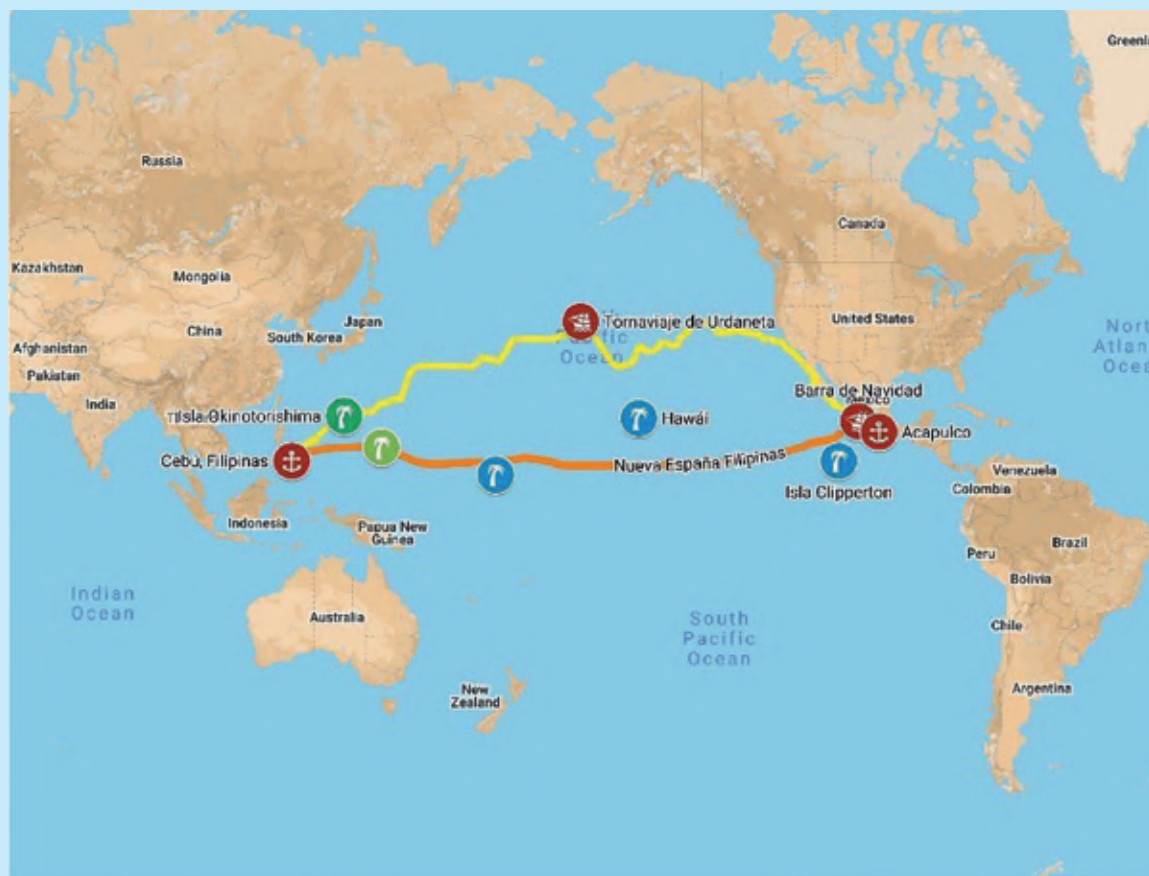 Greenl
Russia
Canada
Kazakhstan
Mongolia
Tornaviaje de Urdaneta
United States
Japan
South Korea
China
Afghanistan
Pakistan
Pacific
Ocean
Nort
Atlant
Ocea
India
Barra de Navidad
Isla Okinotorishima
Hawái
Acapulco
Cebú, Filipinas
Nueva España Filipinas
Isla Clipperton
Venezuela
Colombia
Indonesia
Papua New
Guinea
Peru
Brazil
Bolivia
Indian
Ocean
Australia
South
Pacific
Ocean
Chile
New
Zealand
Argentina